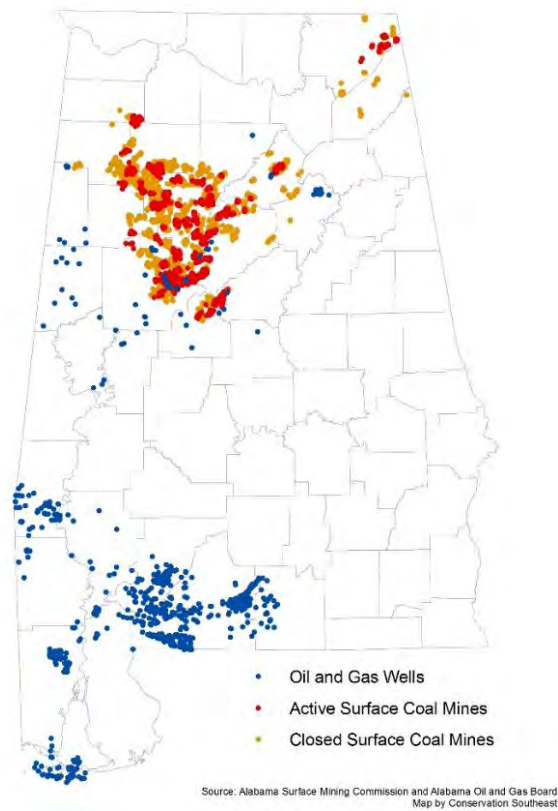 Oil and Gas Wells
Active Surface Coal Mines
Closed Surface Coal Mines
Source: Alabama Surface Mining Commission and Alabama Oil and Gas Board
Map by Conservation Southeast